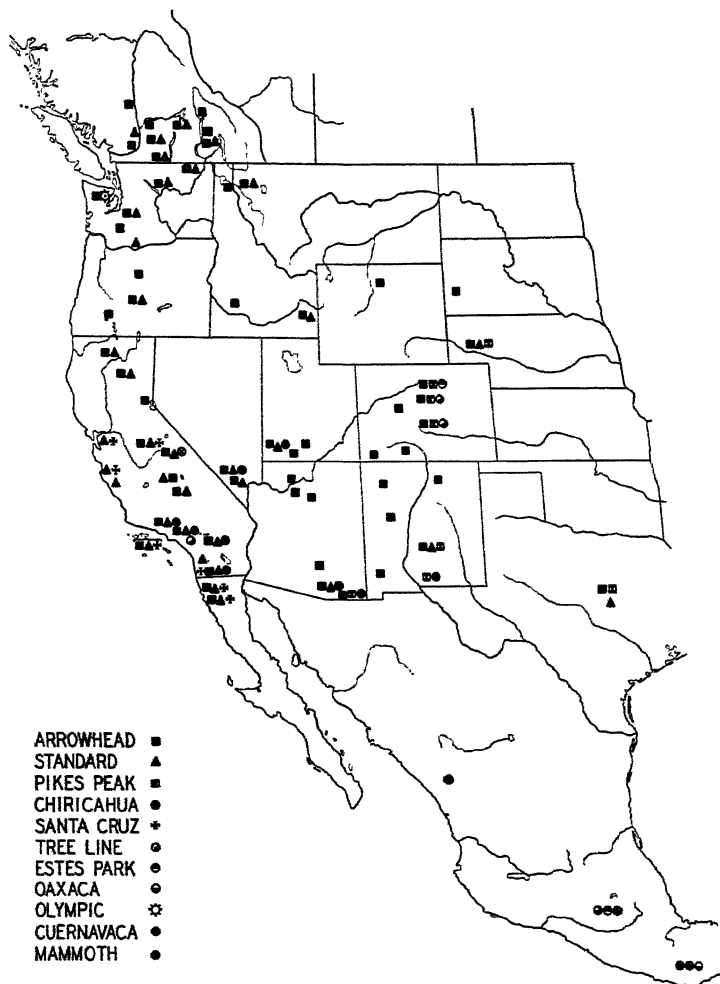 ARROWHEAD
STANDARD
PIKES PEAK
CHIRICAHUA
SANTA CRUZ
TREE LINE
ESTES PARK
OAXACA
OLYMPIC
CUERNAVACA
MAMMOTH